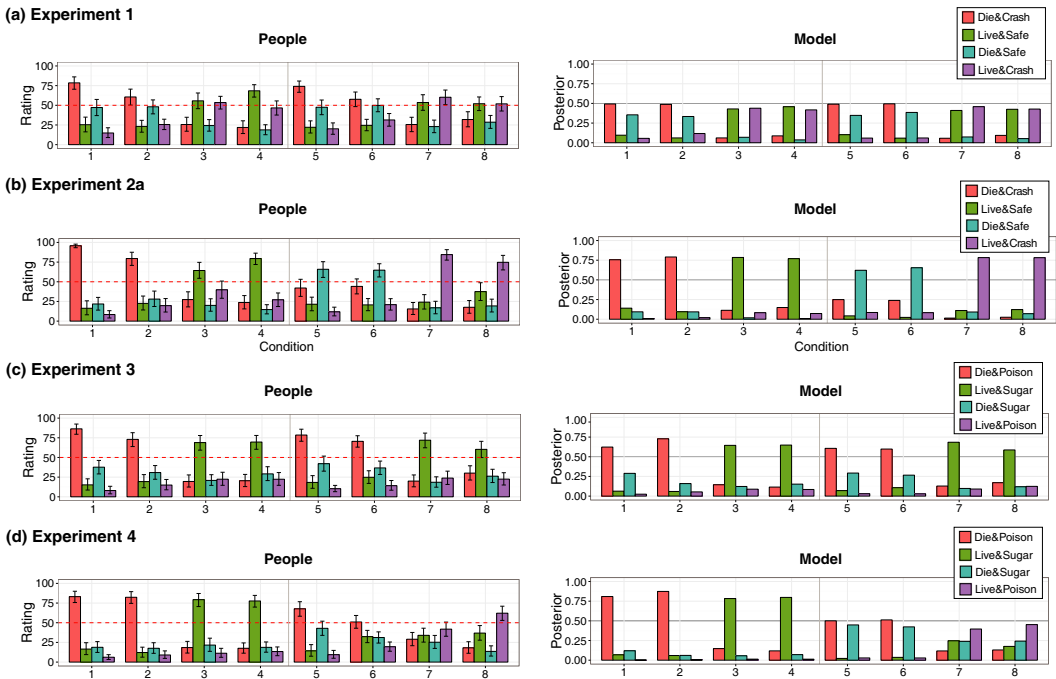 (a) Experiment 1
People
Model
Die&Crash
Live&Safe
Die&Safe
Live&Crash
Rating
100
75
50
25
0
1 2 3 4 5 6 7 8
Posterior
1.00
0.75
0.50
0.25
0.00
1 2 3 4 5 6 7 8
(b) Experiment 2a
People
Model
Die&Crash
Live&Safe
Die&Safe
Live&Crash
Rating
100
75
50
25
0
1 2 3 4 5 6 7 8
Condition
Posterior
1.00
0.75
0.50
0.25
0.00
1 2 3 4 5 6 7 8
Condition
(c) Experiment 3
People
Model
Die&Poison
Live&Sugar
Die&Sugar
Live&Poison
Rating
100
75
50
25
0
1 2 3 4 5 6 7 8
Posterior
1.00
0.75
0.50
0.25
0.00
1 2 3 4 5 6 7 8
(d) Experiment 4
People
Model
Die&Poison
Live&Sugar
Die&Sugar
Live&Poison
Rating
100
75
50
25
0
1 2 3 4 5 6 7 8
Posterior
1.00
0.75
0.50
0.25
0.00
1 2 3 4 5 6 7 8